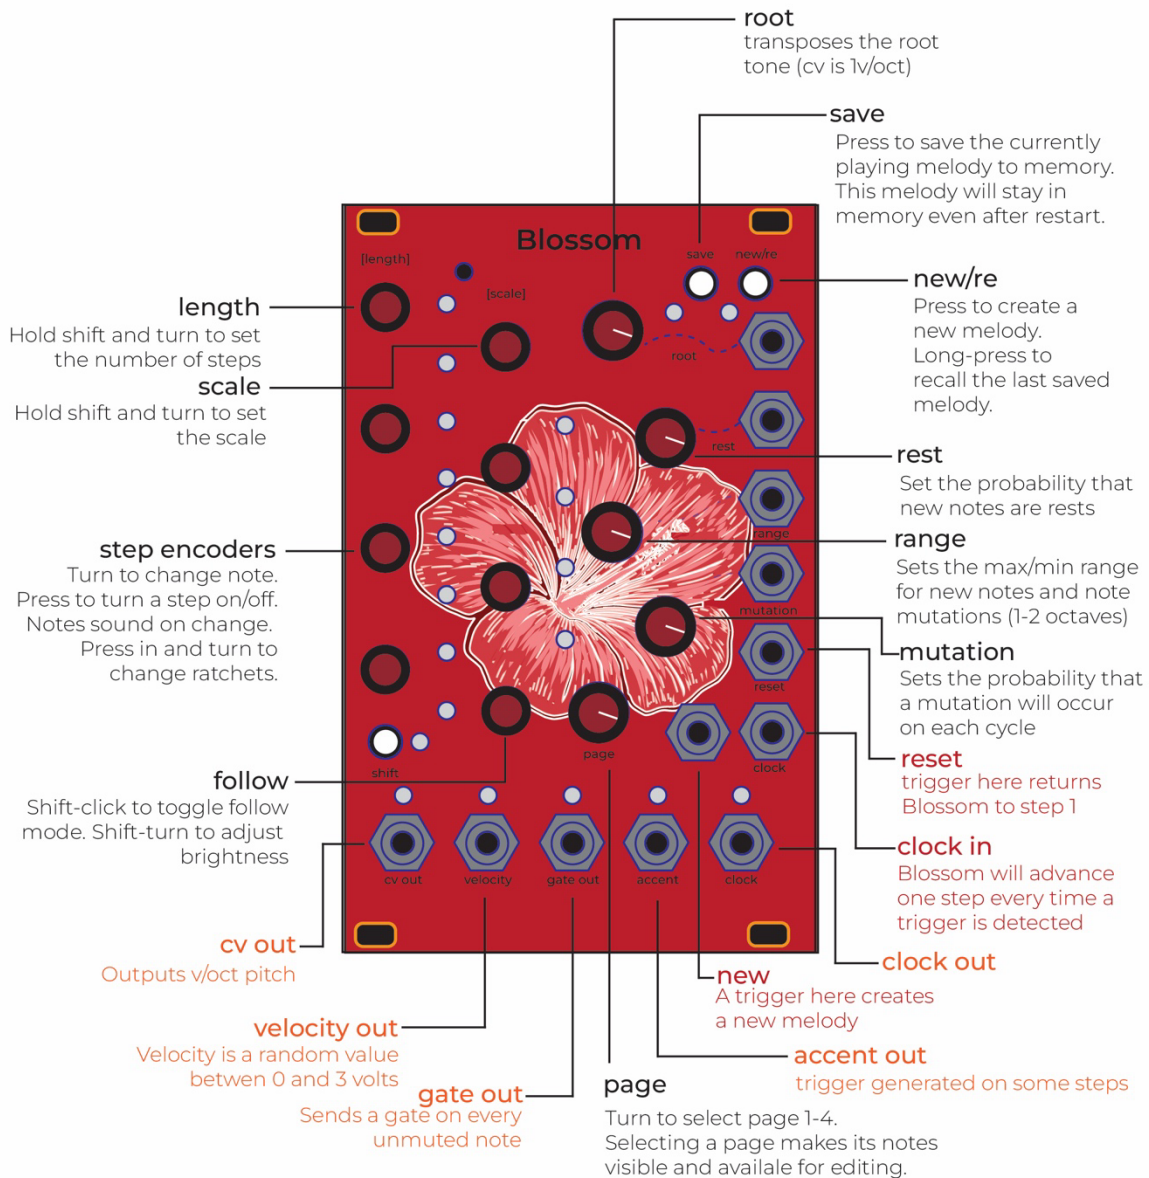 root
transposes the root
tone (cv is 1v/oct)
save
Press to save the currently
playing melody to memory.
This melody will stay in
memory even after restart.
Blossom
[length]
save
new/re
[scale]
length
Hold shift and turn to set
the number of steps
new/re
Press to create a
new melody.
Long-press to
recall the last saved
melody.
root
scale
Hold shift and turn to set
the scale
rest
rest
Set the probability that
new notes are rests
range
range
Sets the max/min range
for new notes and note
mutations (1-2 octaves)
step encoders
Turn to change note.
Press to turn a step on/off.
Notes sound on change.
Press in and turn to
change ratchets.
mutation
mutation
Sets the probability that
a mutation will occur
on each cycle
reset
page
clock
shift
reset
trigger here returns
Blossom to step 1
follow
Shift-click to toggle follow
mode. Shift-turn to adjust
brightness
clock in
Blossom will advance
one step every time a
trigger is detected
cv out
velocity
gate out
accent
clock
cv out
Outputs v/oct pitch
clock out
new
A trigger here creates
a new melody
velocity out
Velocity is a random value
betwen 0 and 3 volts
accent out
trigger generated on some steps
gate out
Sends a gate on every
unmuted note
page
Turn to select page 1-4.
Selecting a page makes its notes
visible and availale for editing.